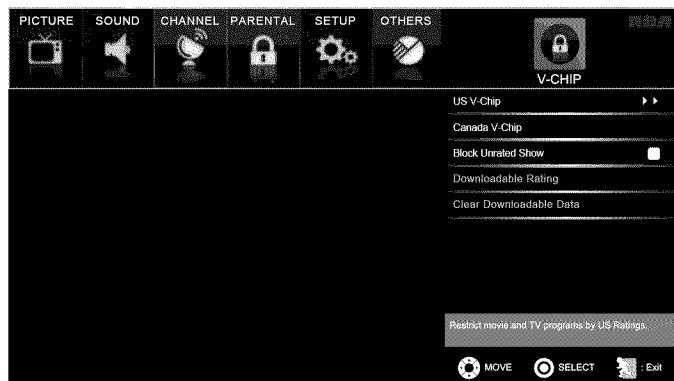 PICTURE SOUND CHANNEL PARENTAL SETUP OTHERS
RCA
V-CHIP
US V-Chip
Canada V-Chip
Block Unrated Show
Downloadable Rating
Clear Downloadable Data
Restrict movie and TV programs by US Ratings.
MOVE SELECT : Exit